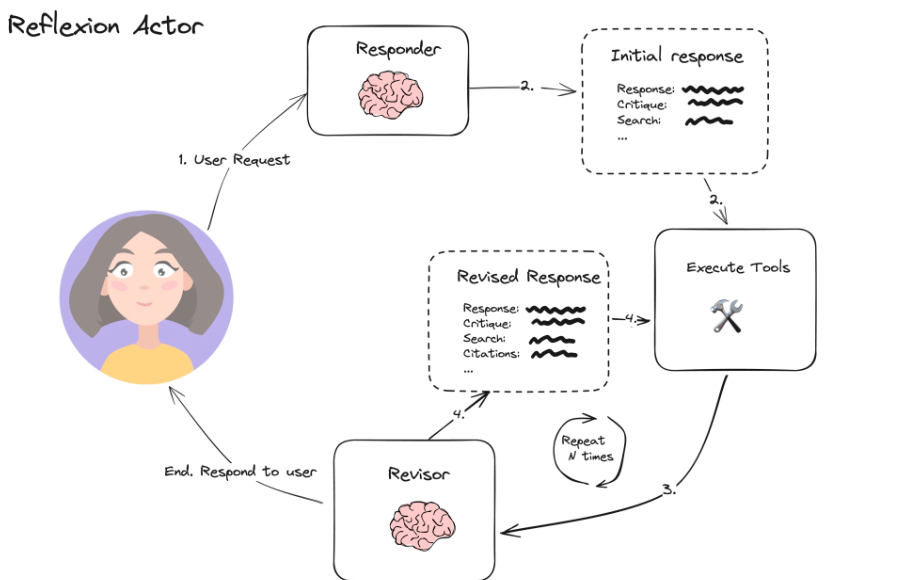 Reflexion Actor
Responder
Initial response
Response:
Critique:
Search:
...
2.
1. User Request
2.
Execute Tools
Revised Response
Response:
Critique:
Search:
Citations:
...
4.
4.
Repeat
N times
Revisor
End. Respond to user
3.